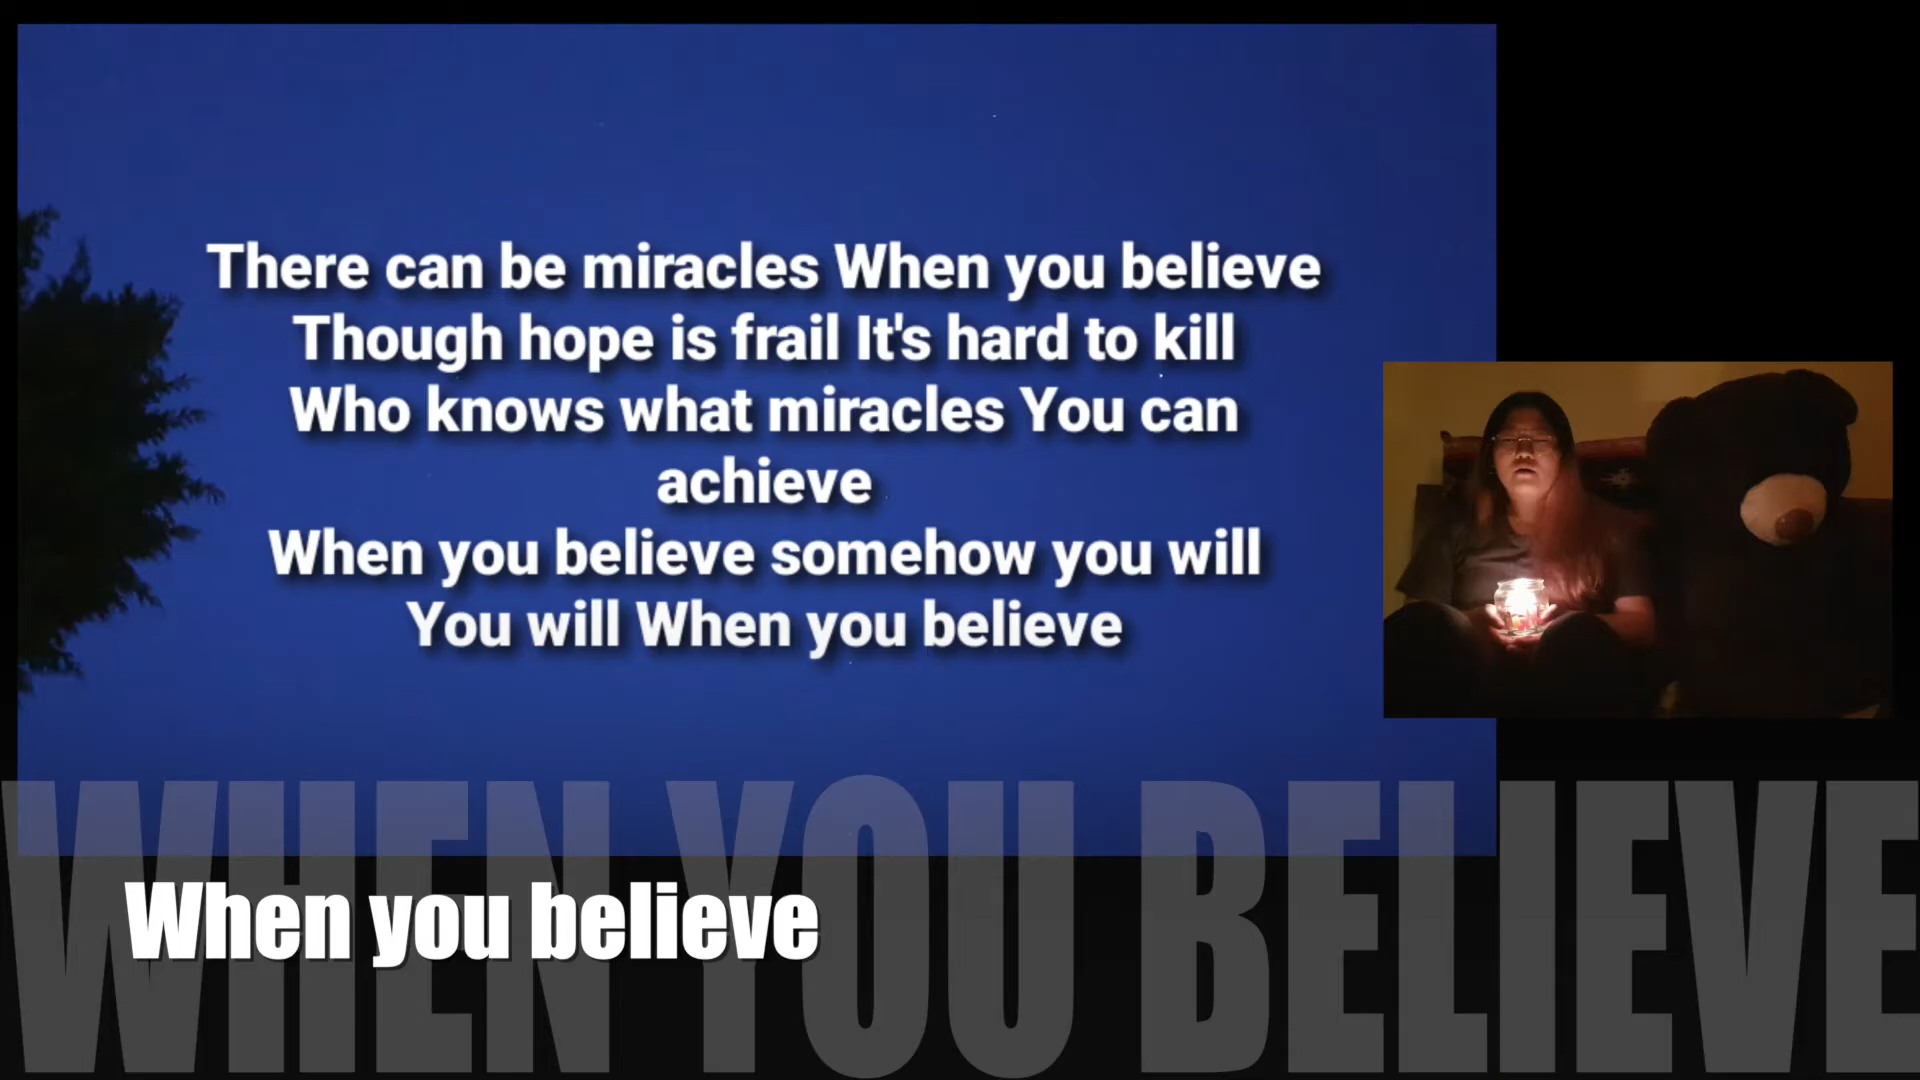 There can be miracles When you believe
Though hope is frail It's hard to kill
Who knows what miracles You can
achieve
When you believe somehow you will
You will When you believe
WHEN YOU BELIEVE
When you believe